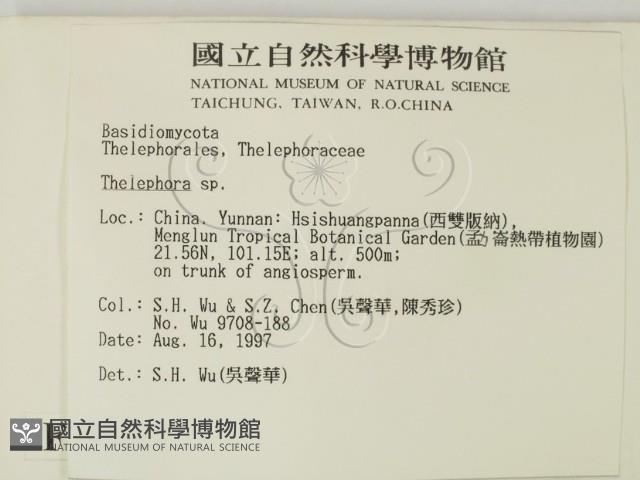 國立自然科學博物館
NATIONAL MUSEUM OF NATURAL SCIENCE
TAICHUNG, TAIWAN, R.O.CHINA
Basidiomycota
Thelephorales, Thelephoraceae
Thelephora sp.
Loc.: China. Yunnan: Hsishuangpanna(西雙版納),
Menglun Tropical Botanical Garden(勐崙熱帶植物園)
21.56N, 101.15E; alt. 500m;
on trunk of angiosperm.
Col.: S.H. Wu & S.Z. Chen(吳聲華,陳秀珍)
No. Wu 9708-188
Date: Aug. 16, 1997
Det.: S.H. Wu(吳聲華)
國立自然科學博物館
NATIONAL MUSEUM OF NATURAL SCIENCE